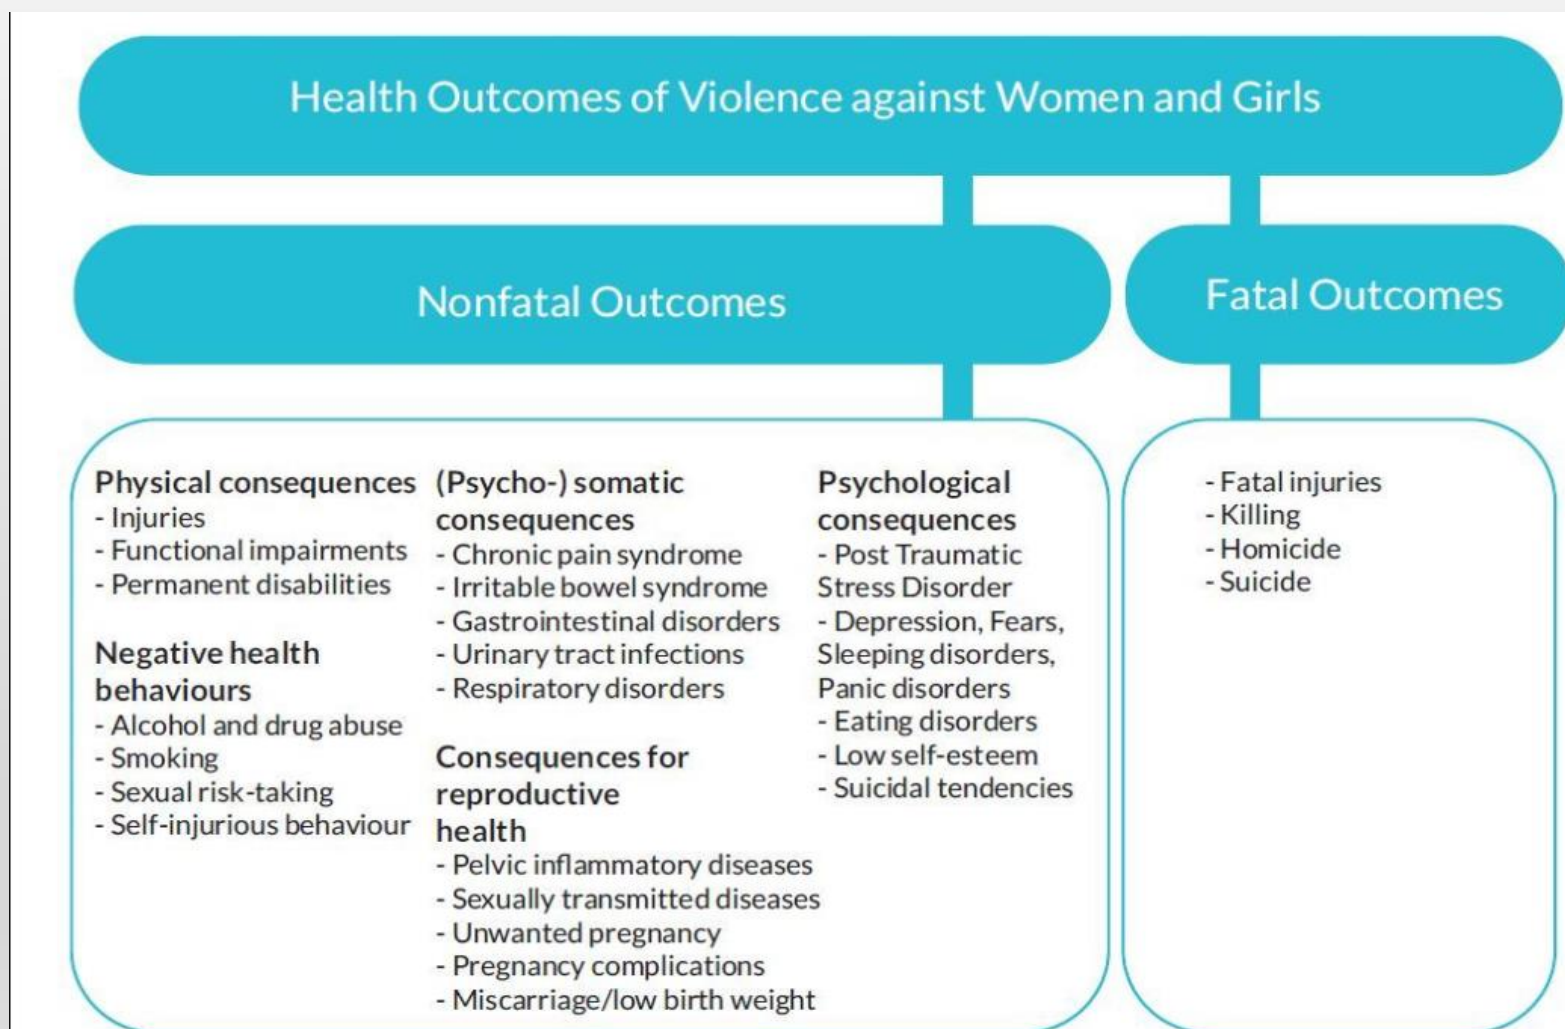 Health Outcomes of Violence against Women and Girls
Nonfatal Outcomes
Fatal Outcomes
Physical consequences
- Injuries
- Functional impairments
- Permanent disabilities
Negative health
behaviours
- Alcohol and drug abuse
- Smoking
- Sexual risk-taking
- Self-injurious behaviour
(Psycho-) somatic
consequences
- Chronic pain syndrome
- Irritable bowel syndrome
- Gastrointestinal disorders
- Urinary tract infections
- Respiratory disorders
Consequences for
reproductive
health
- Pelvic inflammatory diseases
- Sexually transmitted diseases
- Unwanted pregnancy
- Pregnancy complications
- Miscarriage/low birth weight
Psychological
consequences
- Post Traumatic
Stress Disorder
- Depression, Fears,
Sleeping disorders,
Panic disorders
- Eating disorders
- Low self-esteem
- Suicidal tendencies
- Fatal injuries
- Killing
- Homicide
- Suicide